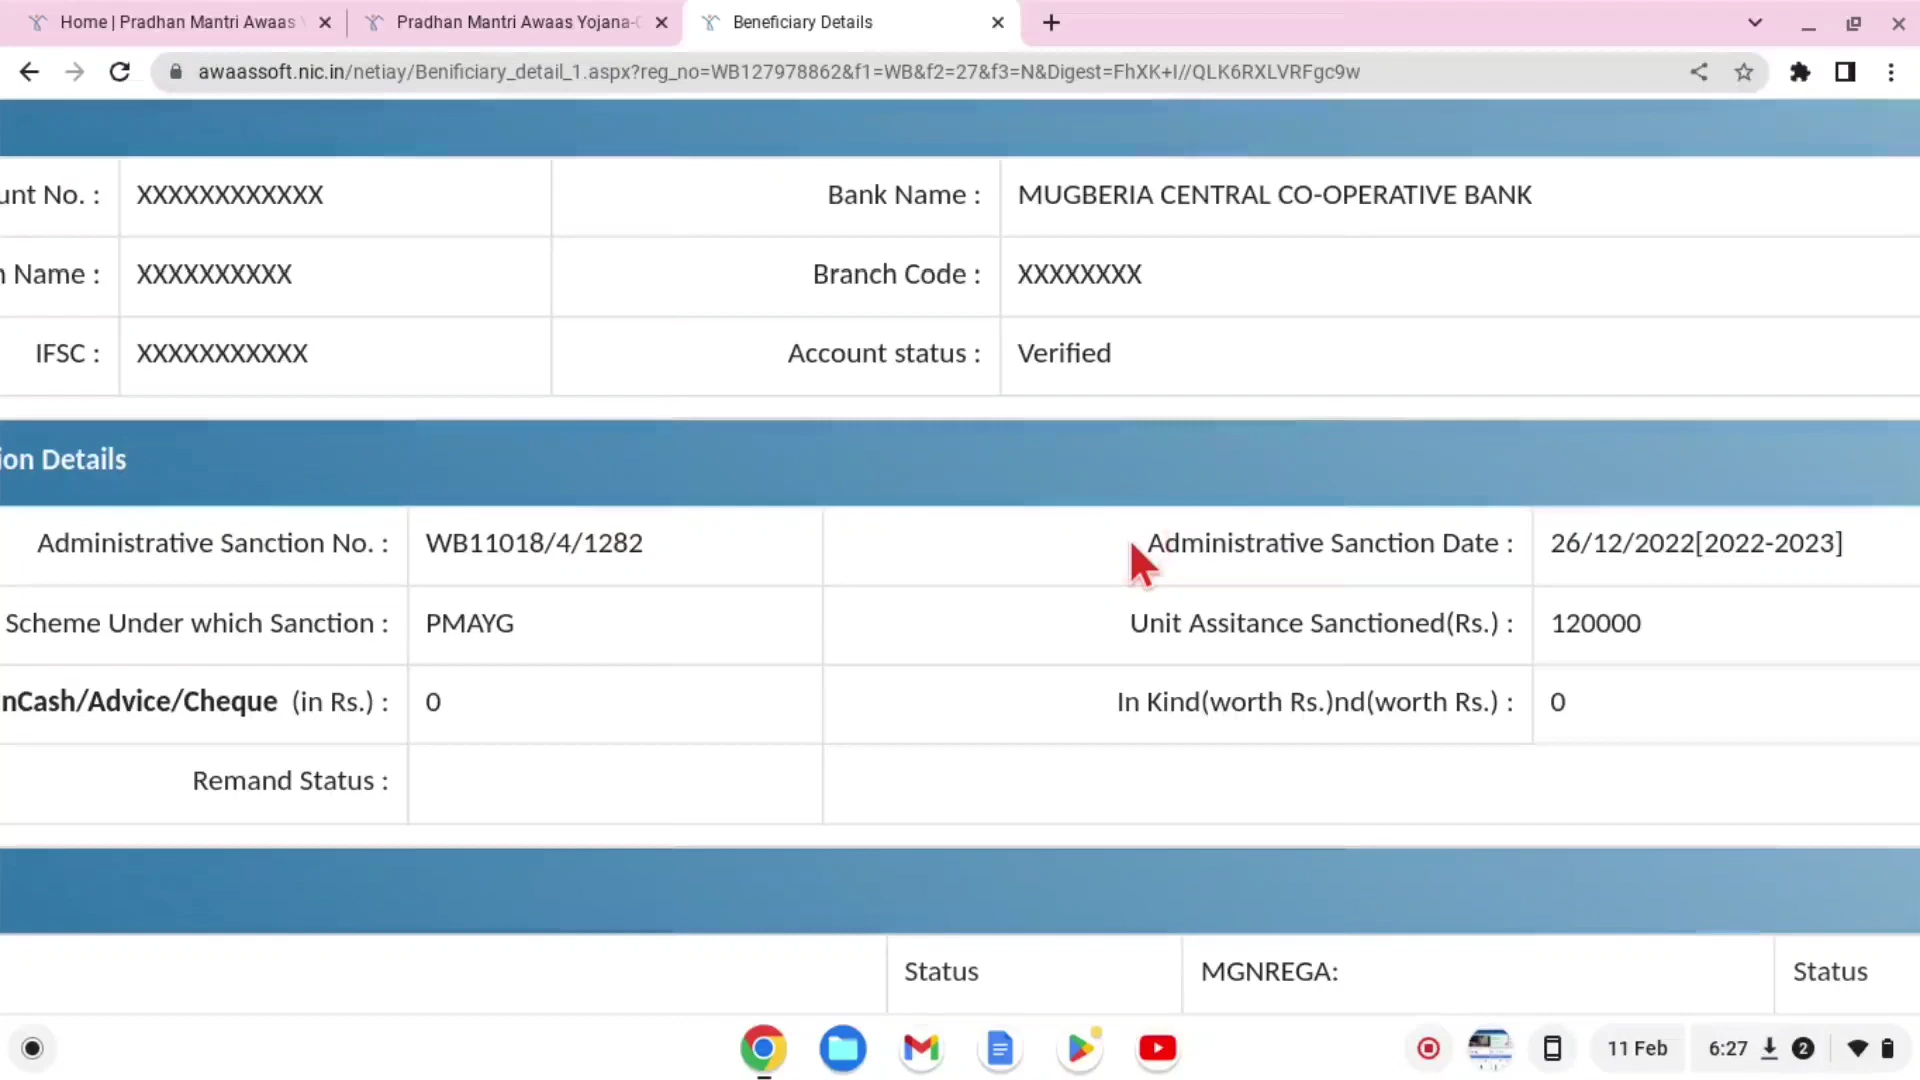 Home | Pradhan Mantri Awaas
Pradhan Mantri Awaas Yojana-
Beneficiary Details
awaassoft.nic.in/netiay/Benificiary_detail_1.aspx?reg_no=WB127978862&f1=WB&f2=27&f3=N&Digest=FhXK+I//QLK6RXLVRFgc9w
unt No. : XXXXXXXXXXXX Bank Name : MUGBERIA CENTRAL CO-OPERATIVE BANK
Name : XXXXXXXXXX Branch Code : XXXXXXXX
IFSC : XXXXXXXXXXX Account status : Verified
ion Details
Administrative Sanction No. : WB11018/4/1282 Administrative Sanction Date : 26/12/2022[2022-2023]
Scheme Under which Sanction : PMAYG Unit Assitance Sanctioned(Rs.) : 120000
nCash/Advice/Cheque (in Rs.) : 0 In Kind(worth Rs.)nd(worth Rs.) : 0
Remand Status :
Status MGNREGA: Status
11 Feb 6:27 2